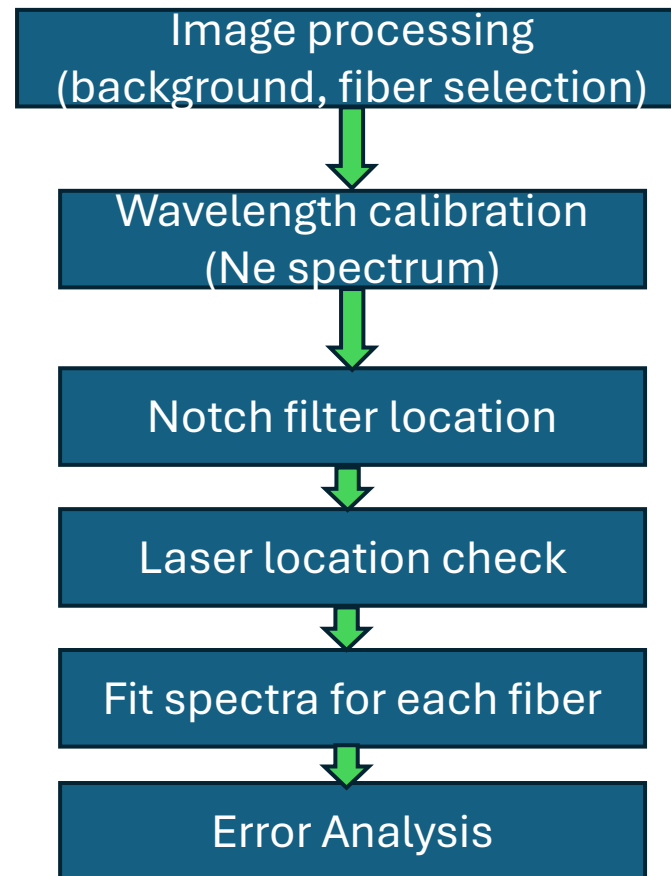 Image processing
(background, fiber selection)
Wavelength calibration
(Ne spectrum)
Notch filter location
Laser location check
Fit spectra for each fiber
Error Analysis